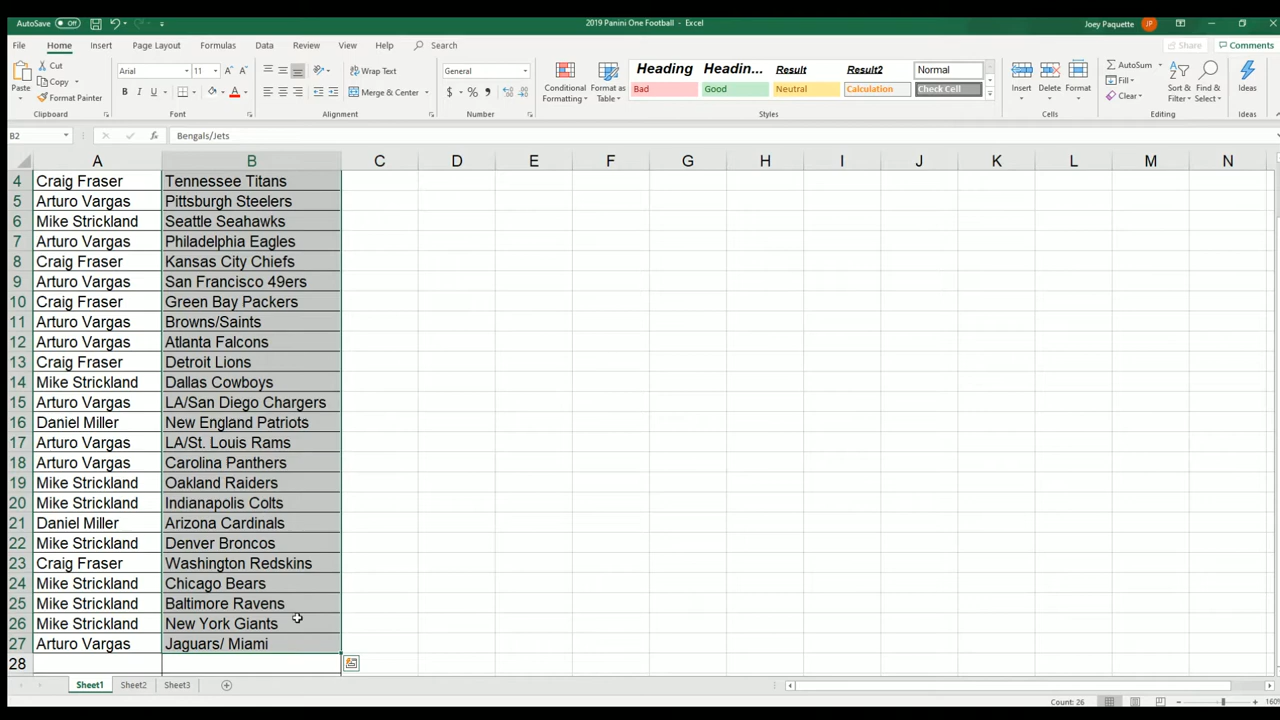 AutoSave Off 2019 Panini One Football - Excel Joey Paquette JP
File Home Insert Page Layout Formulas Data Review View Help Search Share Comments
Paste Cut Copy Format Painter Clipboard
Arial 11 A A B I U A Font
Wrap Text Merge & Center Alignment
General $ % Number
Conditional Formatting Format as Table
Heading Headin... Result Result2 Normal
Bad Good Neutral Calculation Check Cell
Styles
Insert Delete Format Cells
AutoSum Fill Clear Sort & Filter Find & Select Editing
Ideas Ideas
B2 fx Bengals/Jets
A B C D E F G H I J K L M N
4 Craig Fraser Tennessee Titans
5 Arturo Vargas Pittsburgh Steelers
6 Mike Strickland Seattle Seahawks
7 Arturo Vargas Philadelphia Eagles
8 Craig Fraser Kansas City Chiefs
9 Arturo Vargas San Francisco 49ers
10 Craig Fraser Green Bay Packers
11 Arturo Vargas Browns/Saints
12 Arturo Vargas Atlanta Falcons
13 Craig Fraser Detroit Lions
14 Mike Strickland Dallas Cowboys
15 Arturo Vargas LA/San Diego Chargers
16 Daniel Miller New England Patriots
17 Arturo Vargas LA/St. Louis Rams
18 Arturo Vargas Carolina Panthers
19 Mike Strickland Oakland Raiders
20 Mike Strickland Indianapolis Colts
21 Daniel Miller Arizona Cardinals
22 Mike Strickland Denver Broncos
23 Craig Fraser Washington Redskins
24 Mike Strickland Chicago Bears
25 Mike Strickland Baltimore Ravens
26 Mike Strickland New York Giants
27 Arturo Vargas Jaguars/ Miami
28
Sheet1 Sheet2 Sheet3
Count: 26